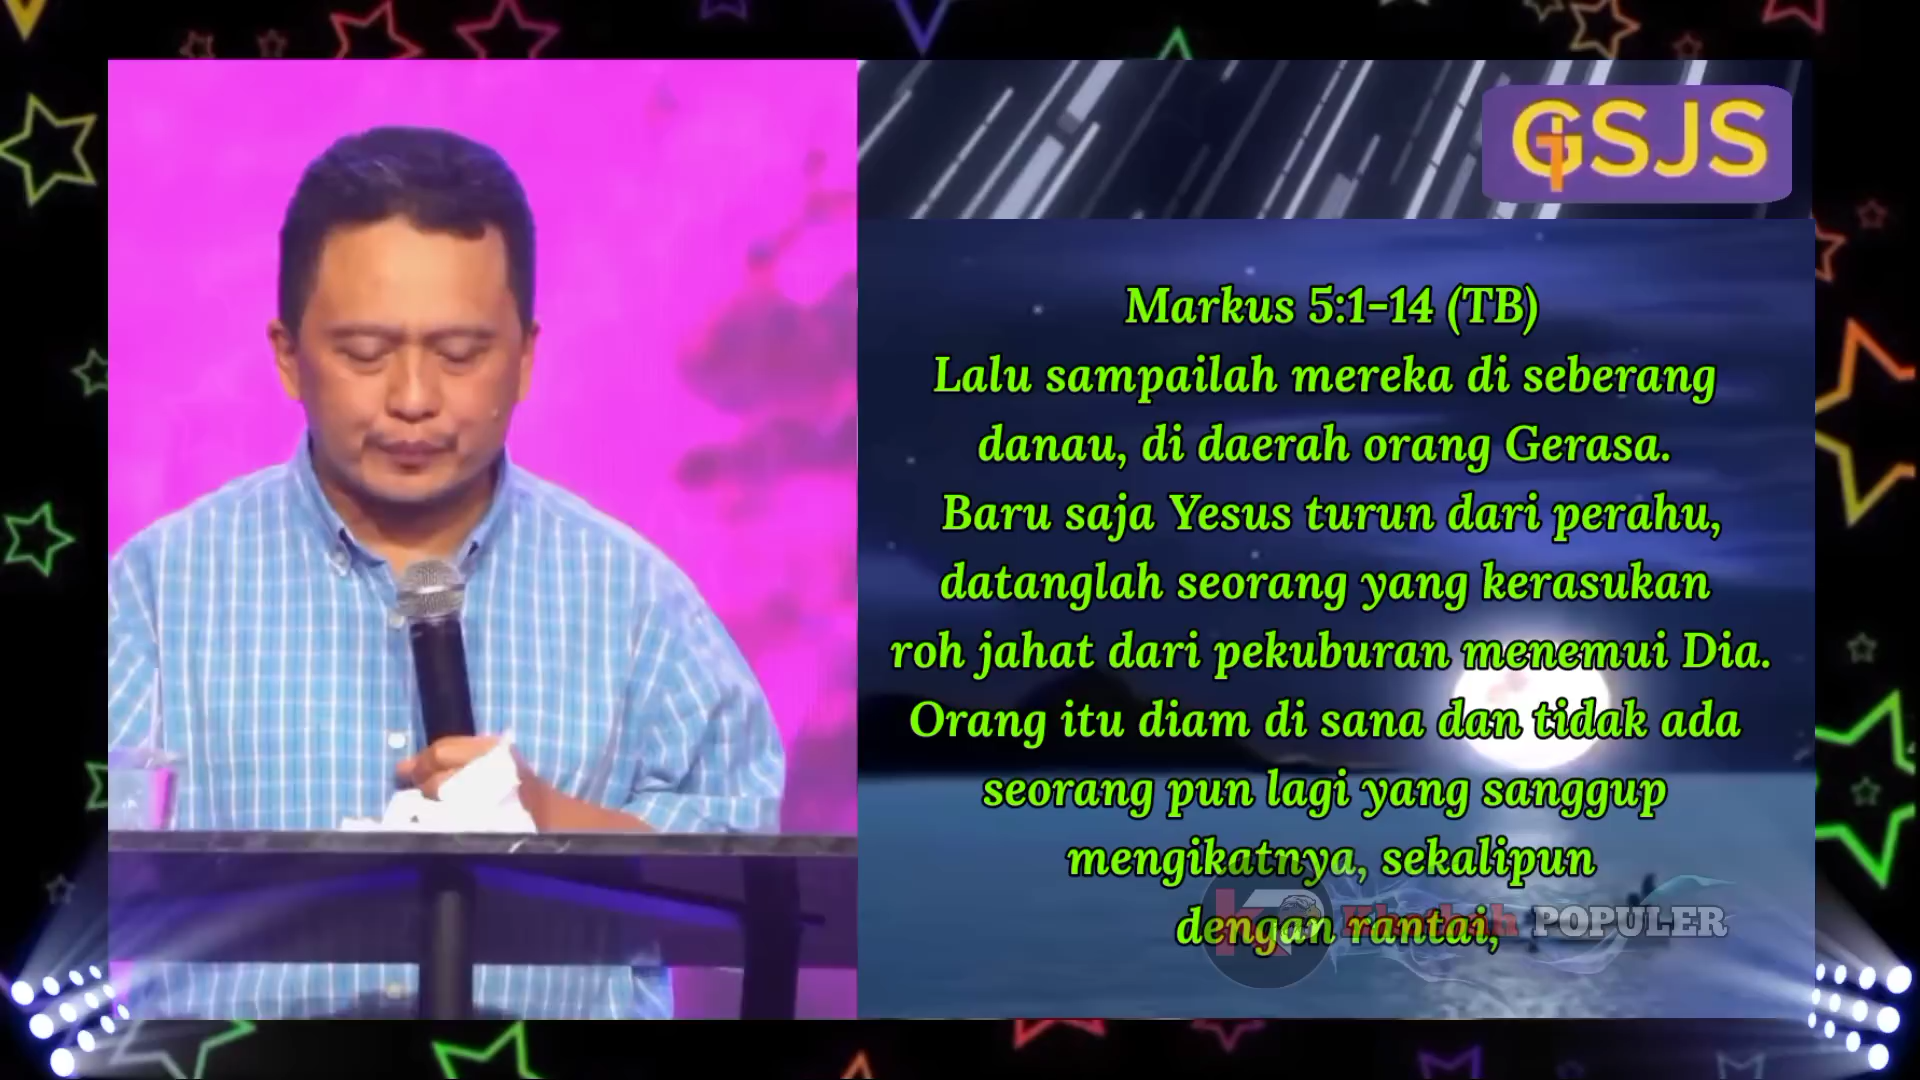 GSJS
Markus 5:1-14 (TB)
Lalu sampailah mereka di seberang
danau, di daerah orang Gerasa.
Baru saja Yesus turun dari perahu,
datanglah seorang yang kerasukan
roh jahat dari pekuburan menemui Dia.
Orang itu diam di sana dan tidak ada
seorang pun lagi yang sanggup
mengikatnya, sekalipun
dengan rantai,
POPULER